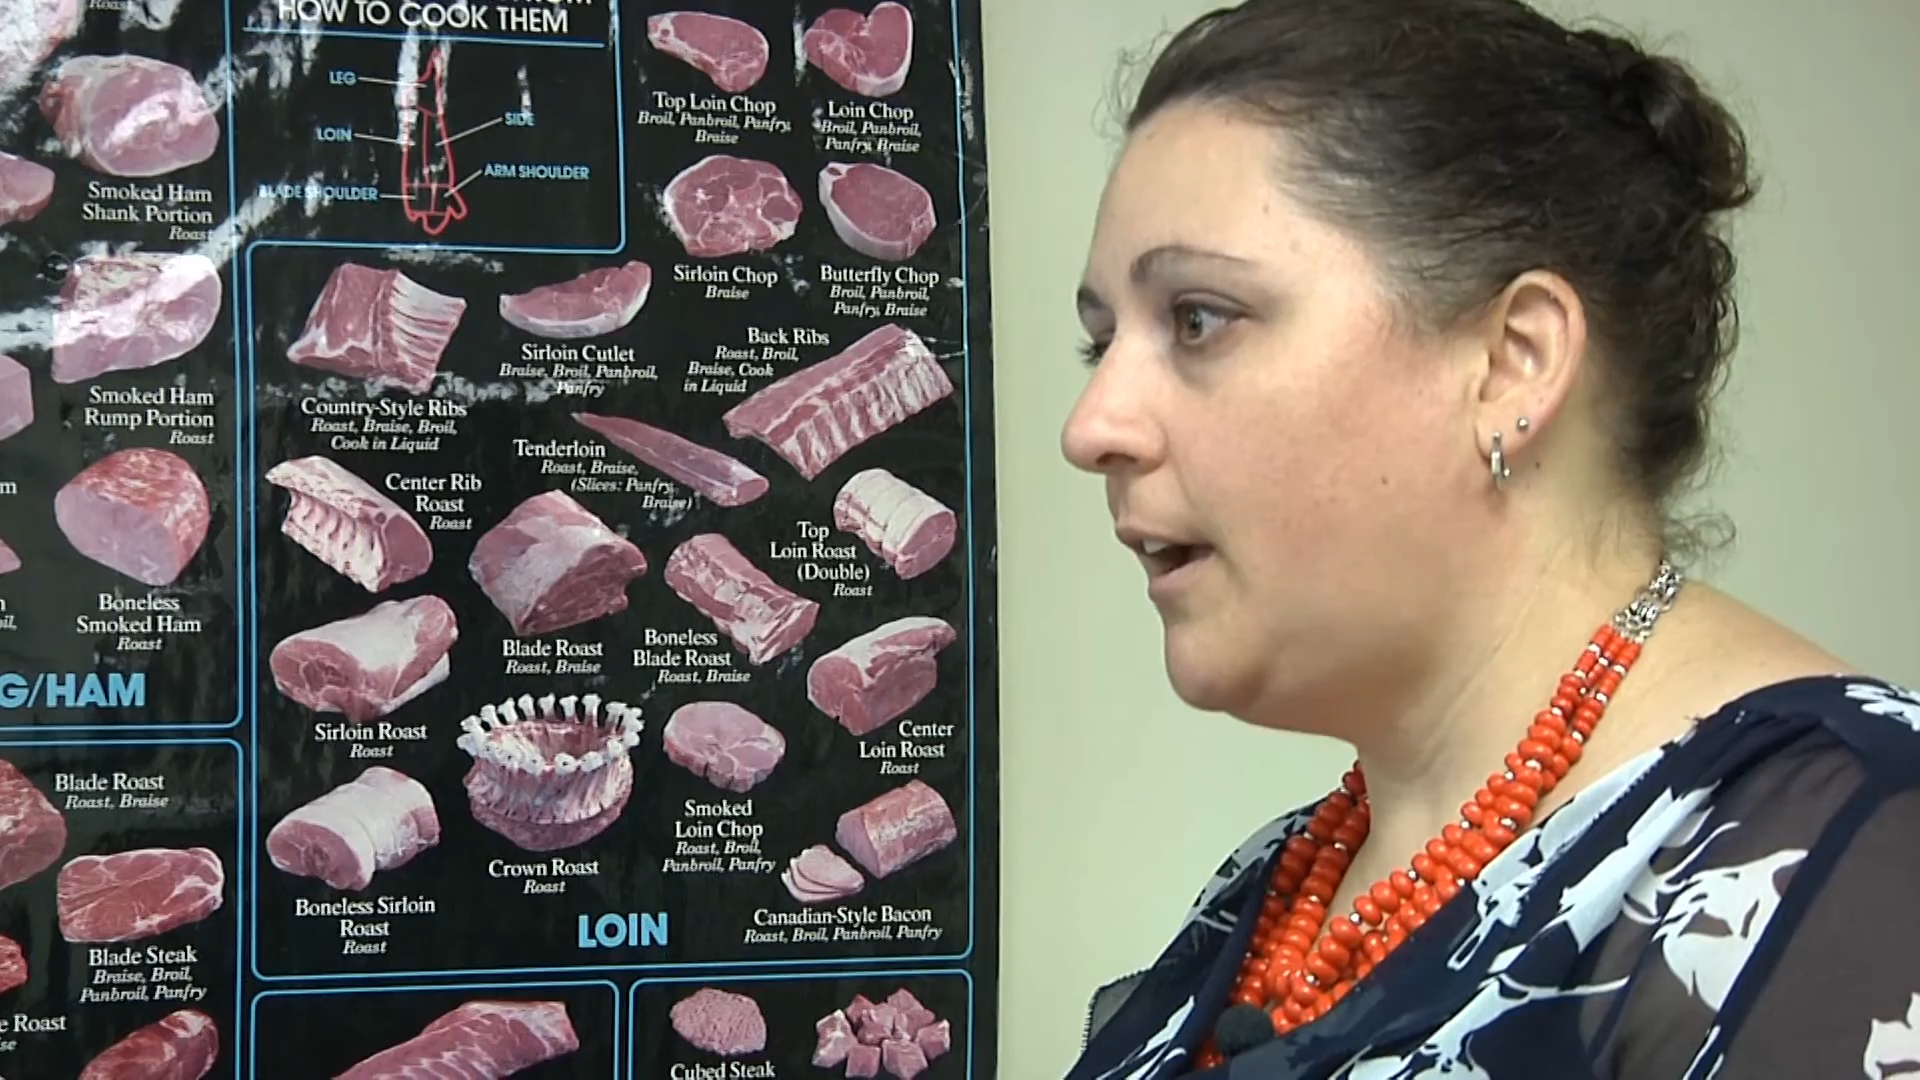 Roast
HOW TO COOK THEM
LEG
LOIN
SIDE
ARM SHOULDER
BLADE SHOULDER
Smoked Ham
Shank Portion
Roast
Smoked Ham
Rump Portion
Roast
Boneless
Smoked Ham
Roast
G/HAM
Blade Roast
Roast, Braise
Blade Steak
Braise, Broil,
Panbroil, Panfry
Roast
Top Loin Chop
Broil, Panbroil, Panfry,
Braise
Loin Chop
Broil, Panbroil,
Panfry, Braise
Sirloin Chop
Braise
Butterfly Chop
Broil, Panbroil,
Panfry, Braise
Country-Style Ribs
Roast, Braise, Broil,
Cook in Liquid
Sirloin Cutlet
Braise, Broil, Panbroil,
Panfry
Back Ribs
Roast, Broil,
Braise, Cook
in Liquid
Tenderloin
Roast, Braise,
(Slices: Panfry,
Braise)
Center Rib
Roast
Roast
Top
Loin Roast
(Double)
Roast
Blade Roast
Roast, Braise
Boneless
Blade Roast
Roast, Braise
Sirloin Roast
Roast
Center
Loin Roast
Roast
Crown Roast
Roast
Smoked
Loin Chop
Roast, Broil,
Panbroil, Panfry
Boneless Sirloin
Roast
Roast
Canadian-Style Bacon
Roast, Broil, Panbroil, Panfry
LOIN
Cubed Steak